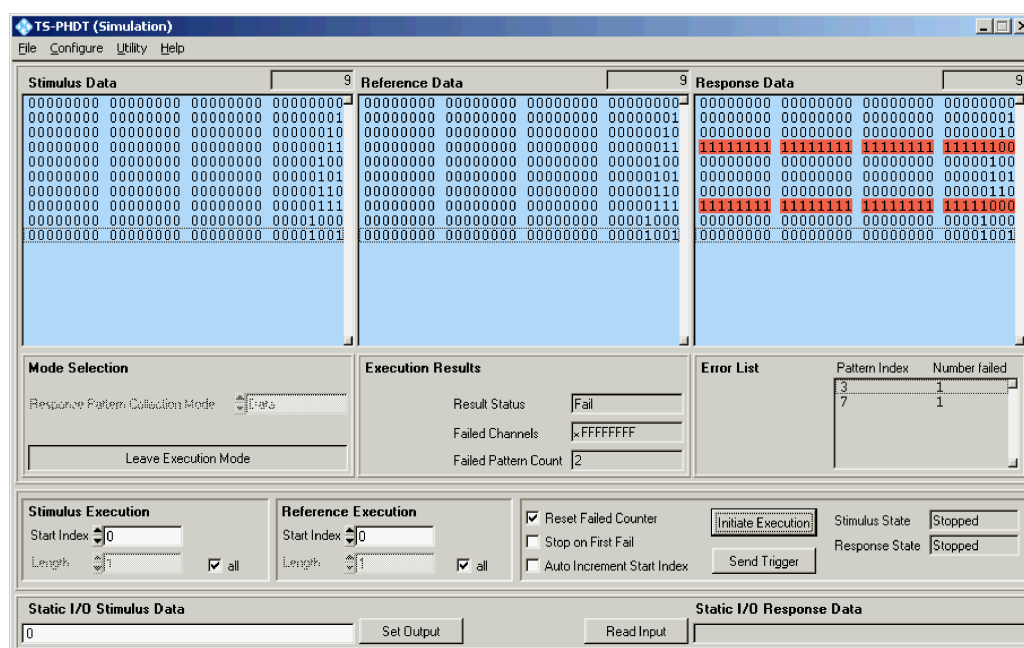 TS-PHDT (Simulation)
File Configure Utility Help
Stimulus Data 9
00000000 00000000 00000000 00000000
00000000 00000000 00000000 00000001
00000000 00000000 00000000 00000010
00000000 00000000 00000000 00000011
00000000 00000000 00000000 00000100
00000000 00000000 00000000 00000101
00000000 00000000 00000000 00000110
00000000 00000000 00000000 00000111
00000000 00000000 00000000 00001000
00000000 00000000 00000000 00001001
Reference Data 9
00000000 00000000 00000000 00000000
00000000 00000000 00000000 00000001
00000000 00000000 00000000 00000010
00000000 00000000 00000000 00000011
00000000 00000000 00000000 00000100
00000000 00000000 00000000 00000101
00000000 00000000 00000000 00000110
00000000 00000000 00000000 00000111
00000000 00000000 00000000 00001000
00000000 00000000 00000000 00001001
Response Data 9
00000000 00000000 00000000 00000000
00000000 00000000 00000000 00000001
00000000 00000000 00000000 00000010
11111111 11111111 11111111 11111100
00000000 00000000 00000000 00000100
00000000 00000000 00000000 00000101
00000000 00000000 00000000 00000110
11111111 11111111 11111111 11111000
00000000 00000000 00000000 00001000
00000000 00000000 00000000 00001001
Mode Selection
Response Pattern Collection Mode Data
Leave Execution Mode
Execution Results
Result Status Fail
Failed Channels xFFFFFFFF
Failed Pattern Count 2
Error List Pattern Index Number failed
3 1
7 1
Stimulus Execution
Start Index 0
Length 1 all
Reference Execution
Start Index 0
Length 1 all
Reset Failed Counter
Stop on First Fail
Auto Increment Start Index
Initiate Execution
Send Trigger
Stimulus State Stopped
Response State Stopped
Static I/O Stimulus Data
0 Set Output
Static I/O Response Data
Read Input